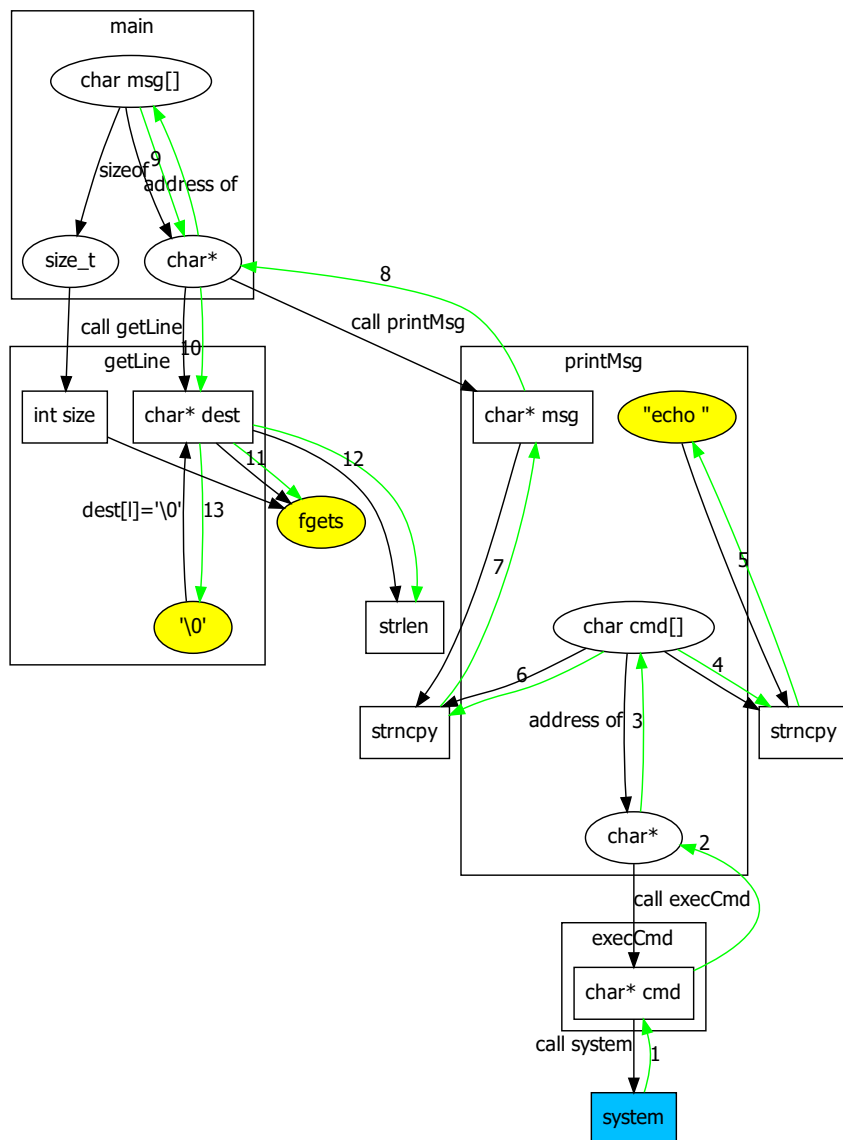 main
char msg[]
sizeof
9
address of
size_t
char*
8
call getLine
10
call printMsg
getLine
printMsg
int size
char* dest
char* msg
"echo "
11
12
dest[l]='\0'
13
fgets
7
5
'\0'
strlen
char cmd[]
6
4
strncpy
address of
3
strncpy
char*
2
call execCmd
execCmd
char* cmd
call system
1
system